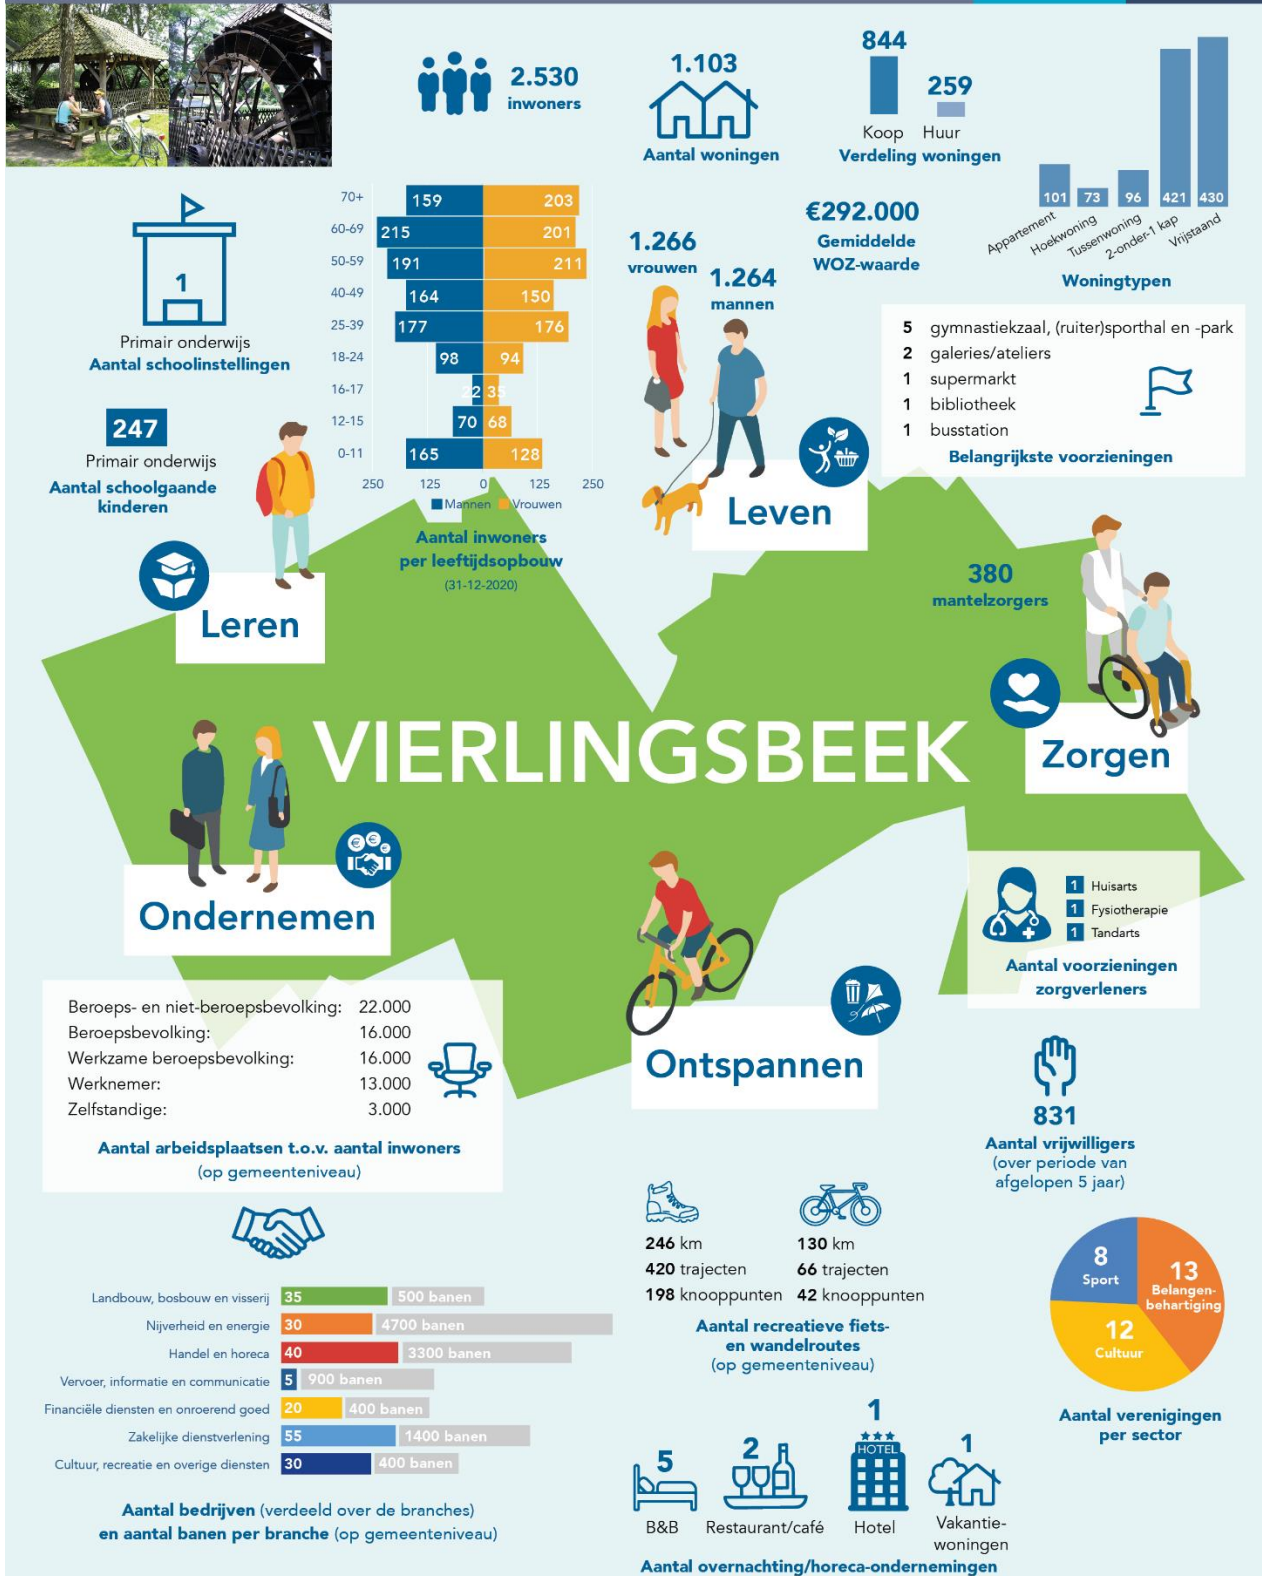 2.530
inwoners
1.103
Aantal woningen
844
259
Koop Huur
Verdeling woningen
101 73 96 421 430
Appartement
Hoekwoning
Tussenwoning
2-onder-1 kap
Vrijstaand
Woningtypen
1
Primair onderwijs
Aantal schoolinstellingen
247
Primair onderwijs
Aantal schoolgaande
kinderen
Leren
70+ 159 203
60-69 215 201
50-59 191 211
40-49 164 150
25-39 177 176
18-24 98 94
16-17 22 35
12-15 70 68
0-11 165 128
250 125 0 125 250
Mannen Vrouwen
Aantal inwoners
per leeftijdsopbouw
(31-12-2020)
1.266
vrouwen
1.264
mannen
€292.000
Gemiddelde
WOZ-waarde
Leven
5 gymnastiekzaal, (ruiter)sporthal en -park
2 galeries/ateliers
1 supermarkt
1 bibliotheek
1 busstation
Belangrijkste voorzieningen
380
mantelzorgers
Zorgen
VIERLINGSBEEK
Ondernemen
1 Huisarts
1 Fysiotherapie
1 Tandarts
Aantal voorzieningen
zorgverleners
Beroeps- en niet-beroepsbevolking: 22.000
Beroepsbevolking: 16.000
Werkzame beroepsbevolking: 16.000
Werknemer: 13.000
Zelfstandige: 3.000
Aantal arbeidsplaatsen t.o.v. aantal inwoners
(op gemeenteniveau)
Ontspannen
831
Aantal vrijwilligers
(over periode van
afgelopen 5 jaar)
246 km
420 trajecten
198 knooppunten
130 km
66 trajecten
42 knooppunten
Aantal recreatieve fiets-
en wandelroutes
(op gemeenteniveau)
8
Sport
13
Belangen-
behartiging
12
Cultuur
Aantal verenigingen
per sector
Landbouw, bosbouw en visserij 35 500 banen
Nijverheid en energie 30 4700 banen
Handel en horeca 40 3300 banen
Vervoer, informatie en communicatie 5 900 banen
Financiële diensten en onroerend goed 20 400 banen
Zakelijke dienstverlening 55 1400 banen
Cultuur, recreatie en overige diensten 30 400 banen
Aantal bedrijven (verdeeld over de branches)
en aantal banen per branche (op gemeenteniveau)
5
B&B
2
Restaurant/café
1
HOTEL
Hotel
1
Vakantie-
woningen
Aantal overnachting/horeca-ondernemingen